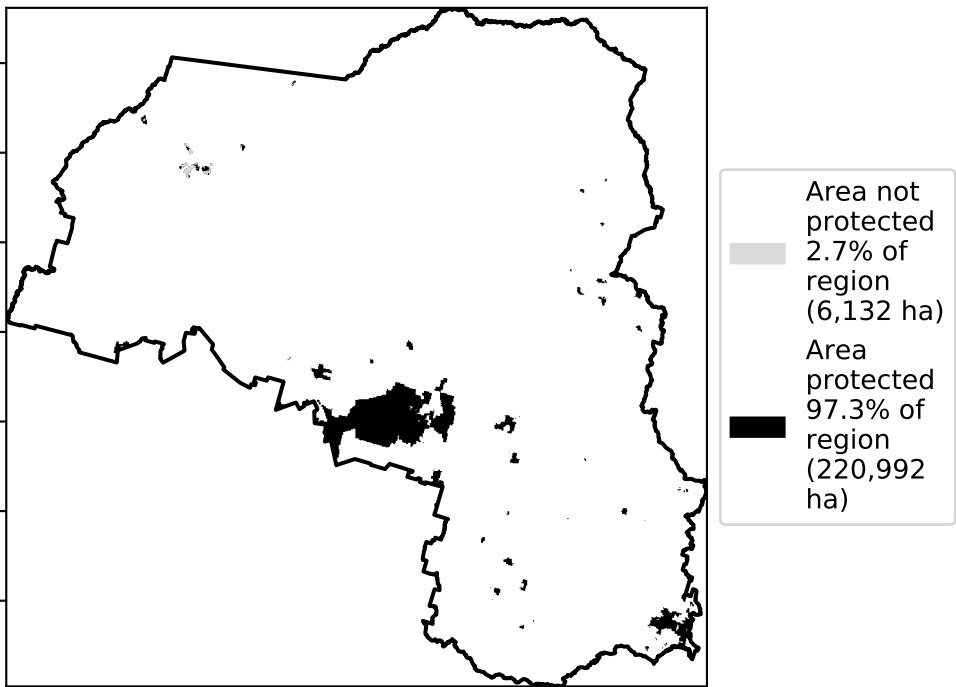 Area not
protected
2.7% of
region
(6,132 ha)
Area
protected
97.3% of
region
(220,992
ha)